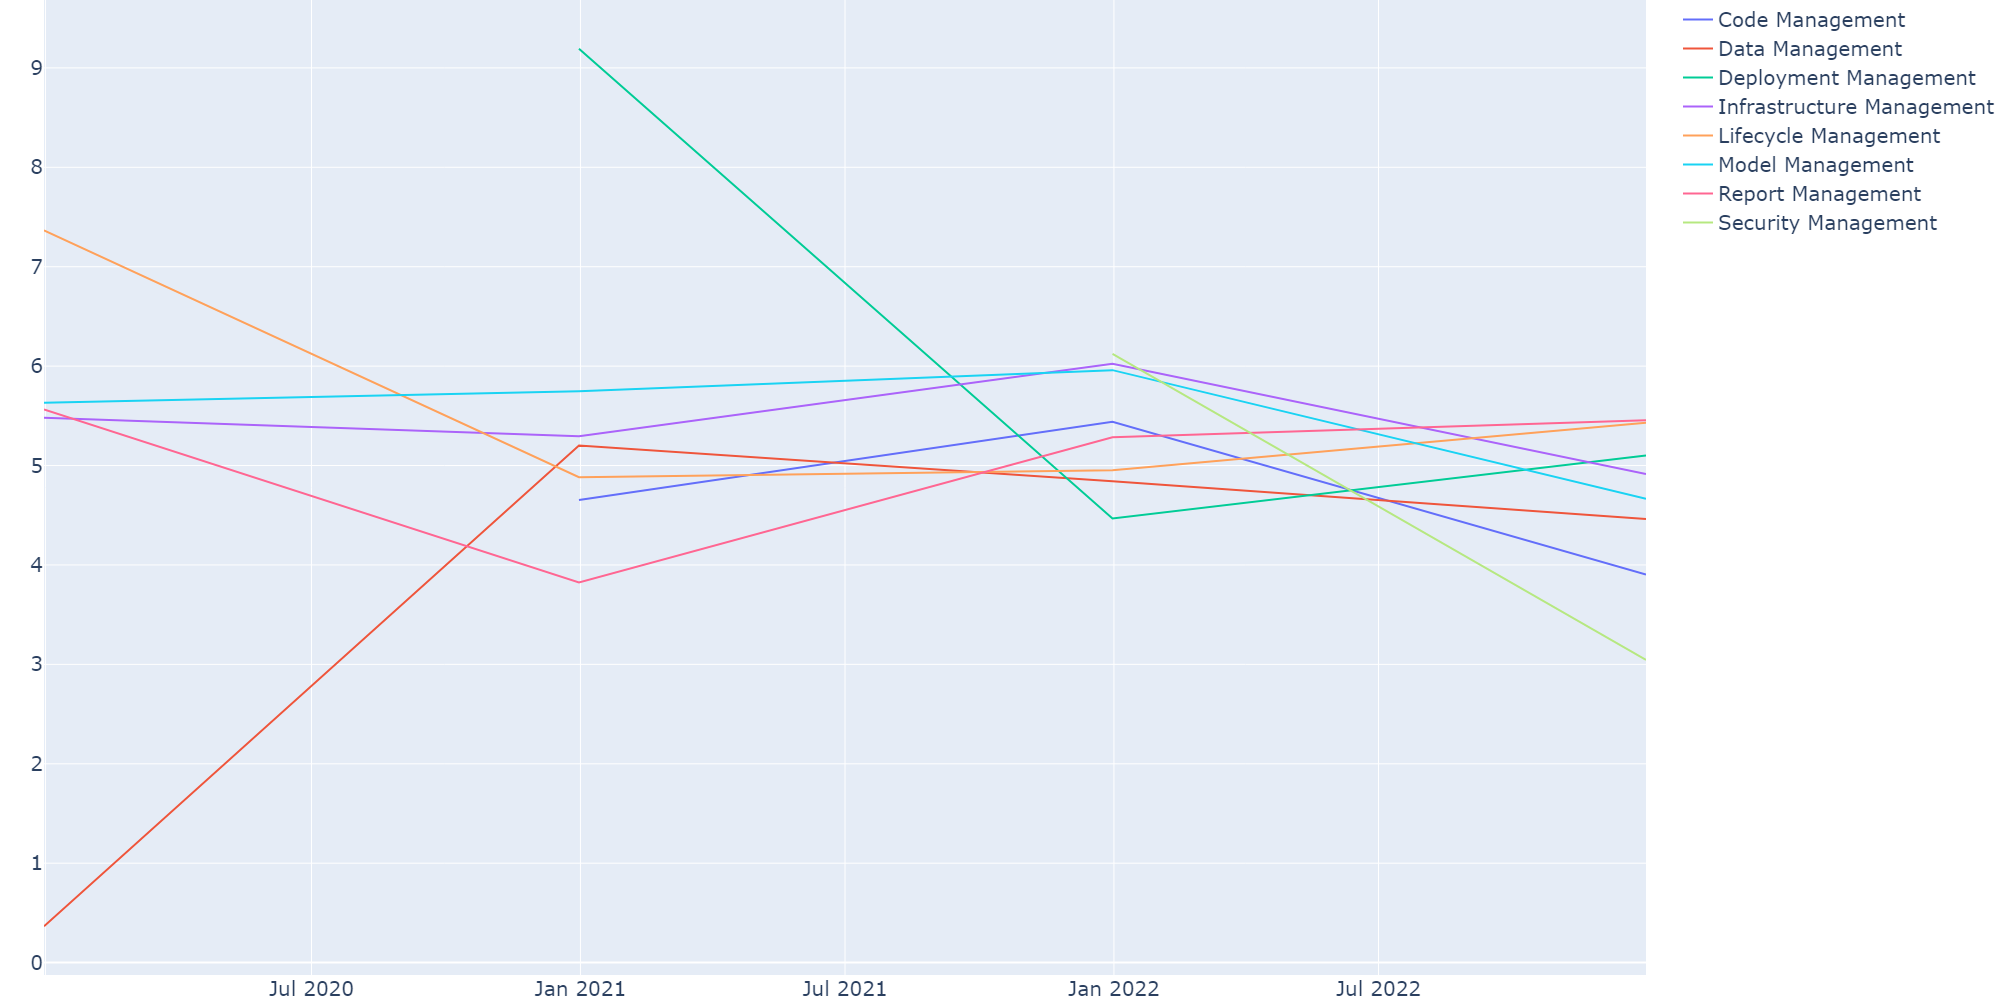 9
8
7
6
5
4
3
2
1
0
Jul 2020
Jan 2021
Jul 2021
Jan 2022
Jul 2022
Code Management
Data Management
Deployment Management
Infrastructure Management
Lifecycle Management
Model Management
Report Management
Security Management